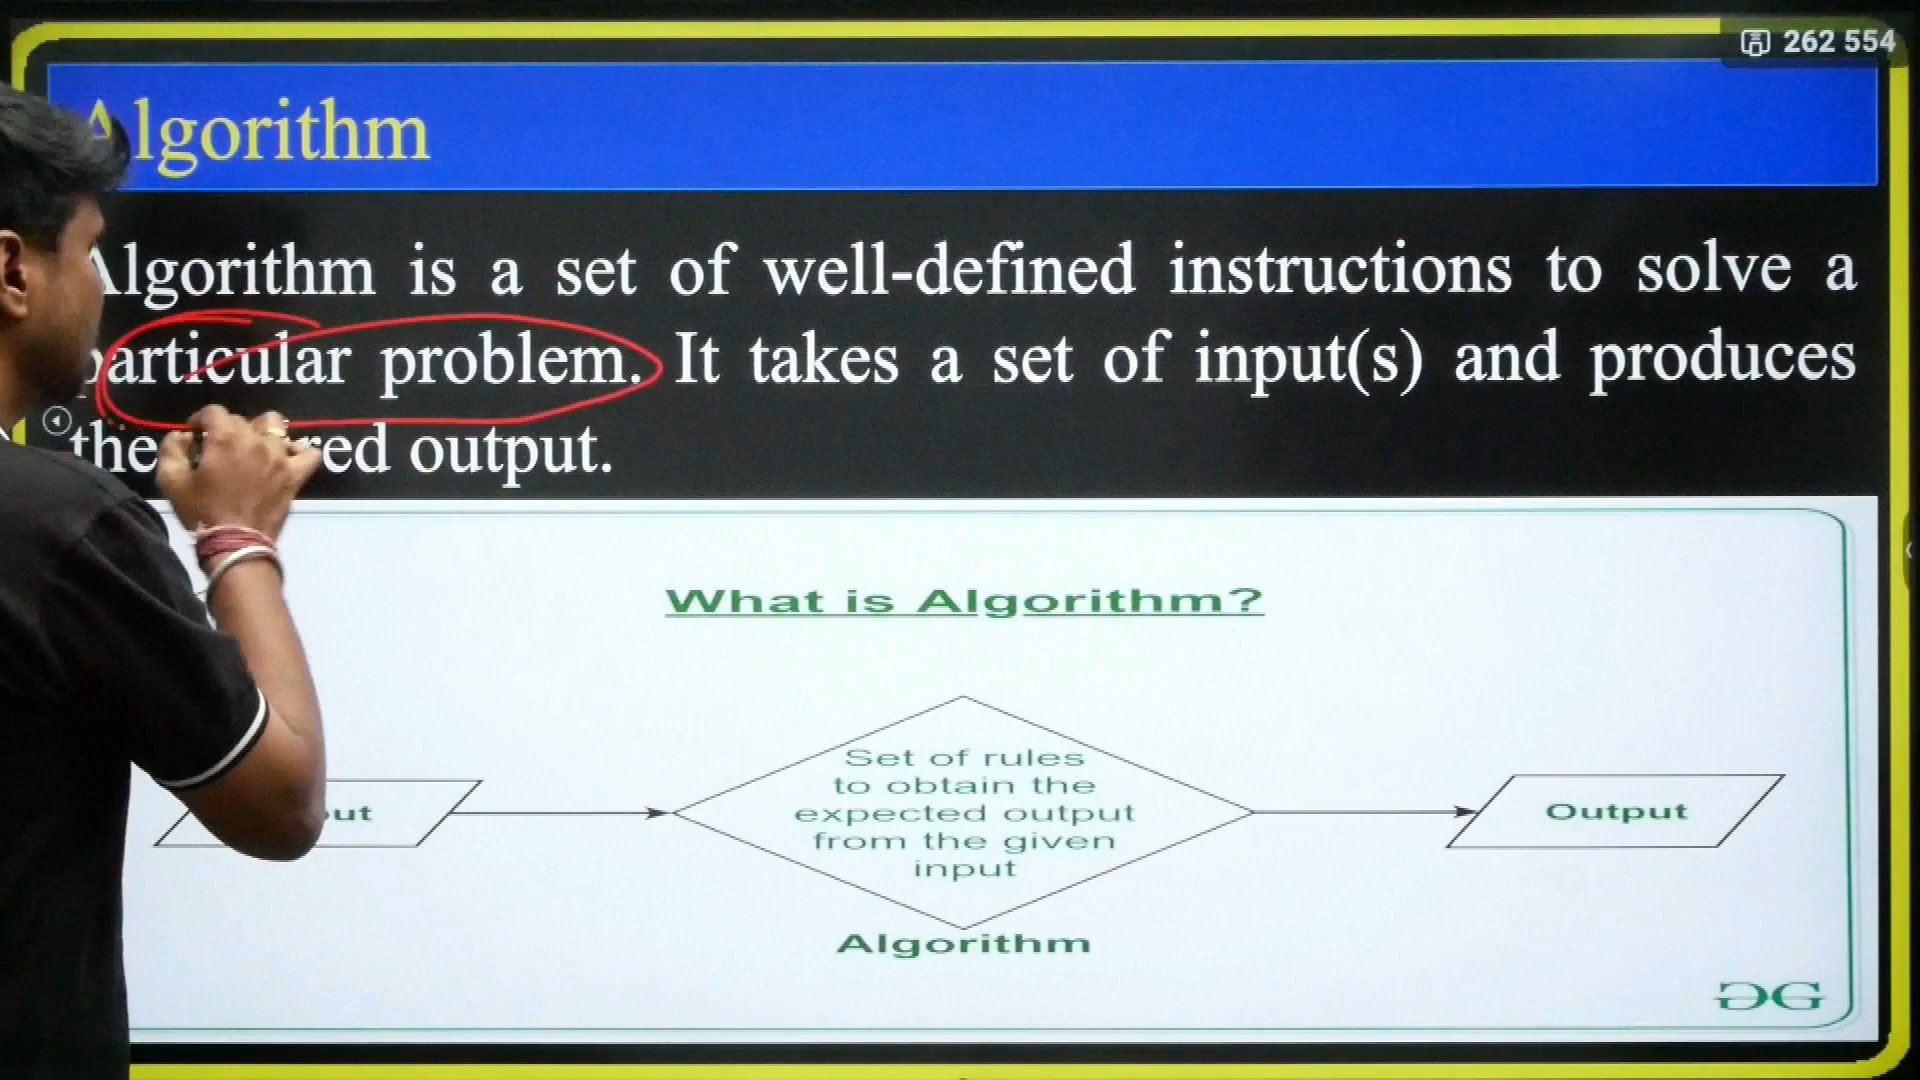 262 554
Algorithm
Algorithm is a set of well-defined instructions to solve a
particular problem. It takes a set of input(s) and produces
the output.
What is Algorithm?
Set of rules
to obtain the
expected output
from the given
input
Output
Algorithm